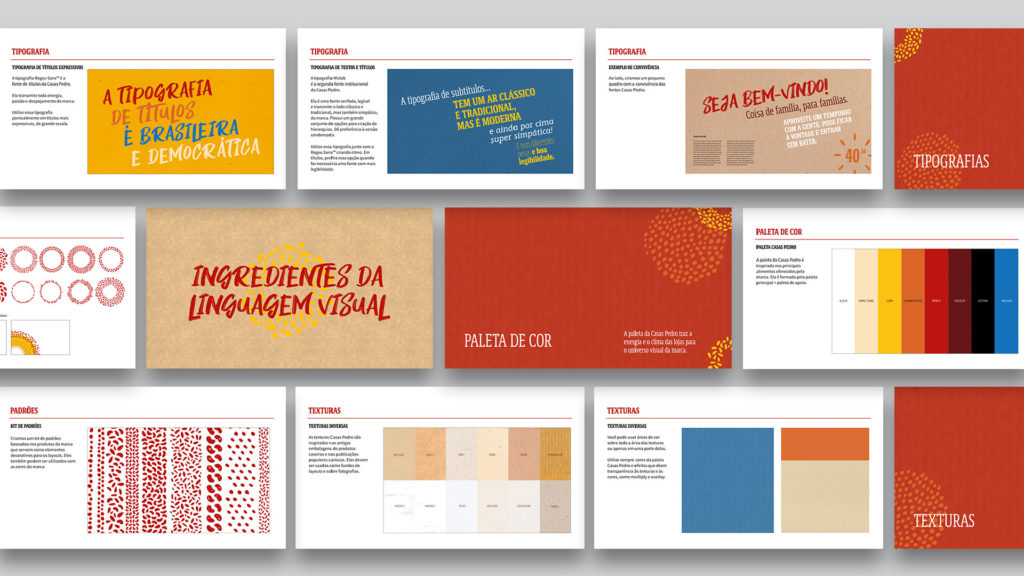 TIPOGRAFIA
TIPOGRAFIA DE TÍTULOS EXPRESSIVOS
A tipografia Rogou Sans™ é a
fonte de títulos da Casas Pedro.
Ela transmite toda energia,
paixão e despojamento da marca.
Utilize essa tipografia
pontualmente em títulos mais
expressivos, de grande escala.
A TIPOGRAFIA
DE TÍTULOS
É BRASILEIRA
E DEMOCRÁTICA
TIPOGRAFIA
TIPOGRAFIA DE TEXTOS E TÍTULOS
A tipografia Mislab
é a segunda fonte institucional
da Casas Pedro.
Ela é uma fonte serifada, legível
e transmite o lado clássico e
tradicional, mas também simpático,
da marca. Possui um grande
conjunto de opções para criação de
hierarquias. Dê preferência à versão
condensada.
Utilize essa tipografia junto com a
Rogou Sans™ criando ritmo. Em
títulos, prefira essa opção quando
for necessária uma fonte com mais
legibilidade.
A tipografia de subtítulos...
TEM UM AR CLÁSSICO
E TRADICIONAL,
MAS É MODERNA
e ainda por cima
super simpática!
E tem diferentes
pesos e boa
legibilidade.
TIPOGRAFIA
EXEMPLO DE CONVIVÊNCIA
Ao lado, criamos um pequeno
quadro com a convivência das
fontes Casas Pedro.
SEJA BEM-VINDO!
Coisa de família, para famílias.
APROVEITE UM TEMPINHO
COM A GENTE. PODE FICAR
À VONTADE E ENTRAR
SEM BATER.
40
TIPOGRAFIAS
INGREDIENTES DA
LINGUAGEM VISUAL
PALETA DE COR
A paleta da Casas Pedro traz a
energia e o clima das lojas para
o universo visual da marca.
PALETA DE COR
PALETA CASAS PEDRO
A paleta da Casas Pedro é
inspirada nos principais
alimentos oferecidos pela
marca. Ela é formada pela paleta
principal + paleta de apoio.
PADRÕES
KIT DE PADRÕES
Criamos um kit de padrões
baseados nos produtos da marca
que servem como elementos
decorativos para os layouts. Eles
também podem ser utilizados com
as cores da marca.
TEXTURAS
TEXTURAS DIVERSAS
As texturas Casas Pedro são
inspiradas nas antigas
embalagens de produtos
caseiros e nas publicações
populares cariocas. Elas devem
ser usadas como fundos de
layouts e sobre fotografias.
TEXTURAS
TEXTURAS DIVERSAS
Você pode usar áreas de cor
sobre toda a área das texturas
ou apenas em uma parte delas.
Utilize sempre cores da paleta
Casas Pedro e efeitos que deem
transparência às texturas e às
cores, como multiply e overlay.
TEXTURAS